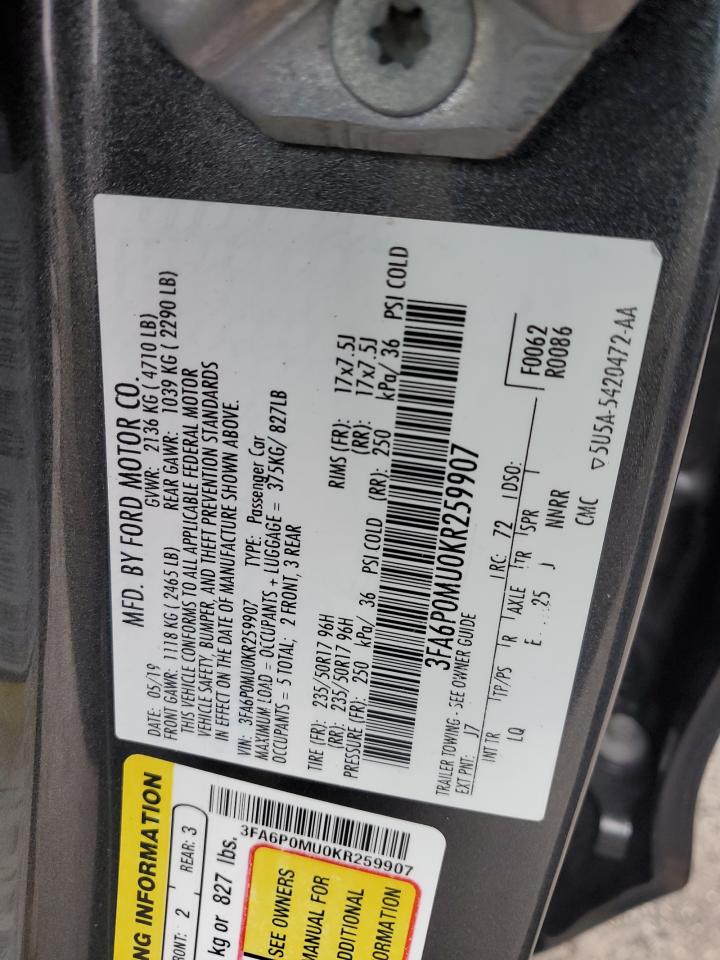 MFD. BY FORD MOTOR CO.
DATE: 05/19 GVWR: 2136 KG ( 4710 LB)
FRONT GAWR: 1118 KG ( 2465 LB) REAR GAWR: 1039 KG ( 2290 LB)
THIS VEHICLE CONFORMS TO ALL APPLICABLE FEDERAL MOTOR
VEHICLE SAFETY, BUMPER, AND THEFT PREVENTION STANDARDS
IN EFFECT ON THE DATE OF MANUFACTURE SHOWN ABOVE.
VIN: 3FA6P0MU0KR259907 TYPE: Passenger Car
MAXIMUM LOAD = OCCUPANTS + LUGGAGE = 375KG/ 827LB
OCCUPANTS = 5 TOTAL; 2 FRONT, 3 REAR
TIRE (FR): 235/50R17 96H RIMS (FR): 17x7.5J
(RR): 235/50R17 96H (RR): 17x7.5J
PRESSURE (FR): 250 kPa/ 36 PSI COLD (RR): 250 kPa/ 36 PSI COLD
3FA6P0MU0KR259907
TRAILER TOWING - SEE OWNER GUIDE
EXT PNT: J7 RC: 72 DSO: F0062
R0086
INT TR TP/PS R AXLE TR SPR
LQ E 25 J NNRR
CMC ▽5U5A-5420472-AA
NG INFORMATION
RONT: 2 REAR: 3
kg or 827 lbs.
3FA6P0MU0KR259907
SEE OWNERS
MANUAL FOR
ADDITIONAL
ORMATION